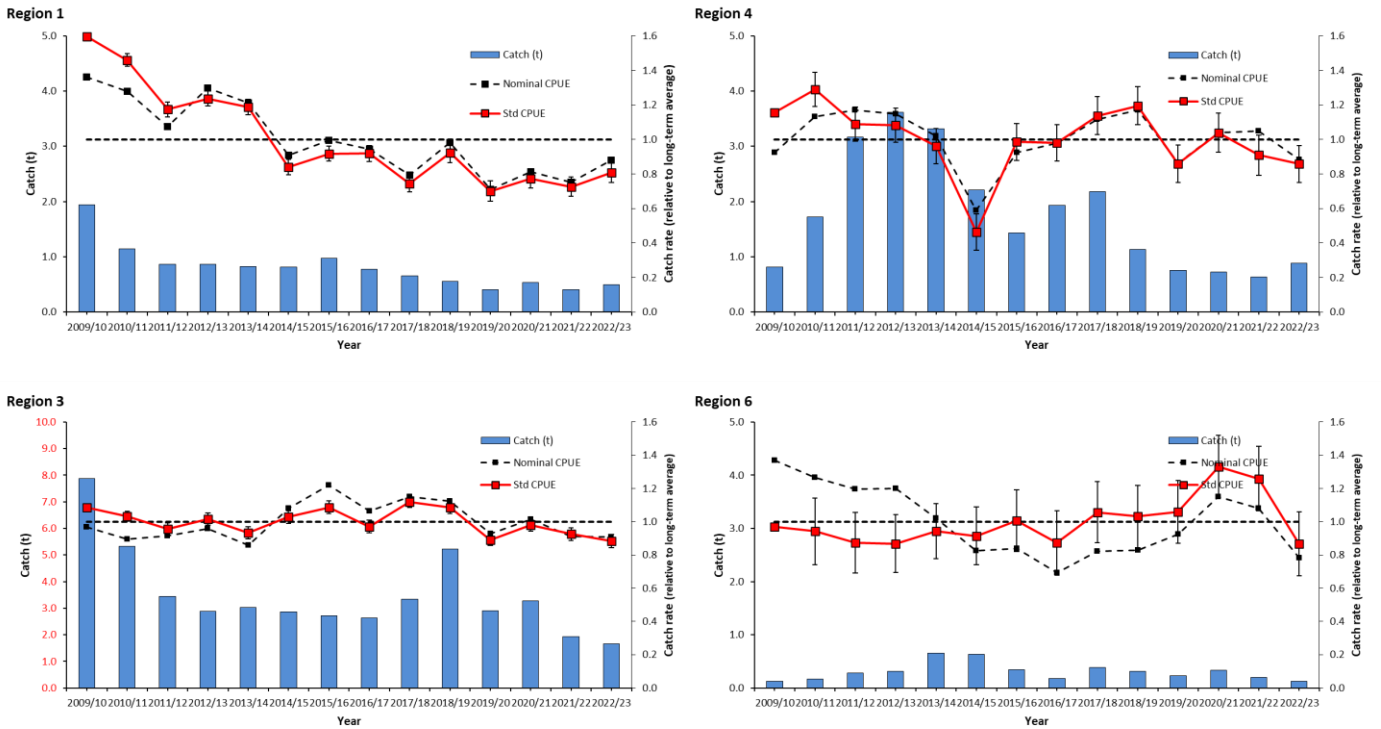 Region 1
5.0
4.0
3.0
2.0
1.0
0.0
Catch (t)
1.6
1.4
1.2
1.0
0.8
0.6
0.4
0.2
0.0
Catch rate (relative to long-term average)
Catch (t)
Nominal CPUE
Std CPUE
2009/10 2010/11 2011/12 2012/13 2013/14 2014/15 2015/16 2016/17 2017/18 2018/19 2019/20 2020/21 2021/22 2022/23
Year
Region 4
5.0
4.0
3.0
2.0
1.0
0.0
Catch (t)
1.6
1.4
1.2
1.0
0.8
0.6
0.4
0.2
0.0
Catch rate (relative to long-term average)
Catch (t)
Nominal CPUE
Std CPUE
2009/10 2010/11 2011/12 2012/13 2013/14 2014/15 2015/16 2016/17 2017/18 2018/19 2019/20 2020/21 2021/22 2022/23
Year
Region 3
10.0
9.0
8.0
7.0
6.0
5.0
4.0
3.0
2.0
1.0
0.0
Catch (t)
1.6
1.4
1.2
1.0
0.8
0.6
0.4
0.2
0.0
Catch rate (relative to long-term average)
Catch (t)
Nominal CPUE
Std CPUE
2009/10 2010/11 2011/12 2012/13 2013/14 2014/15 2015/16 2016/17 2017/18 2018/19 2019/20 2020/21 2021/22 2022/23
Year
Region 6
5.0
4.0
3.0
2.0
1.0
0.0
Catch (t)
1.6
1.4
1.2
1.0
0.8
0.6
0.4
0.2
0.0
Catch rate (relative to long-term average)
Catch (t)
Nominal CPUE
Std CPUE
2009/10 2010/11 2011/12 2012/13 2013/14 2014/15 2015/16 2016/17 2017/18 2018/19 2019/20 2020/21 2021/22 2022/23
Year